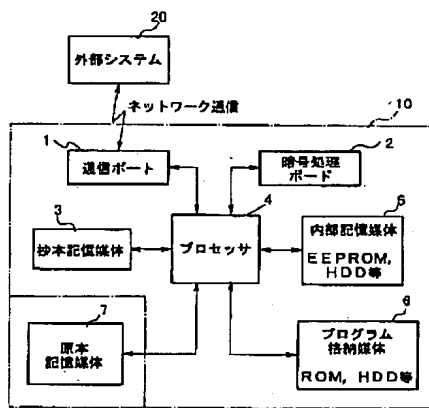 20
外部システム
ネットワーク通信
10
1
通信ポート
2
暗号処理
ボード
3
抄本記憶媒体
4
プロセッサ
5
内部記憶媒体
EEPROM,
HDD等
7
原本
記憶媒体
6
プログラム
格納媒体
ROM, HDD等